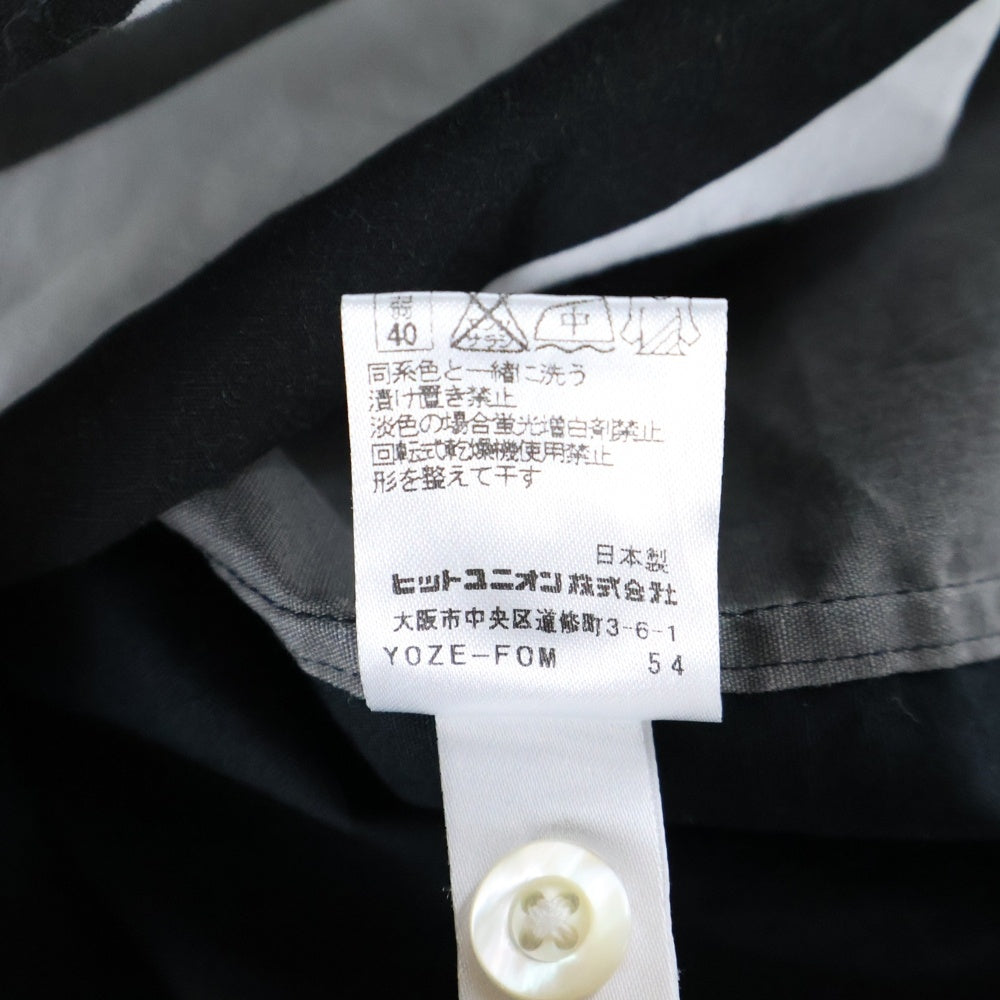 弱
40
サラシ
中
同系色と一緒に洗う
漬け置き禁止
淡色の場合蛍光増白剤禁止
回転式乾燥機使用禁止
形を整えて干す
日本製
ヒットユニオン株式会社
大阪市中央区道修町3-6-1
YOZE-FOM 54